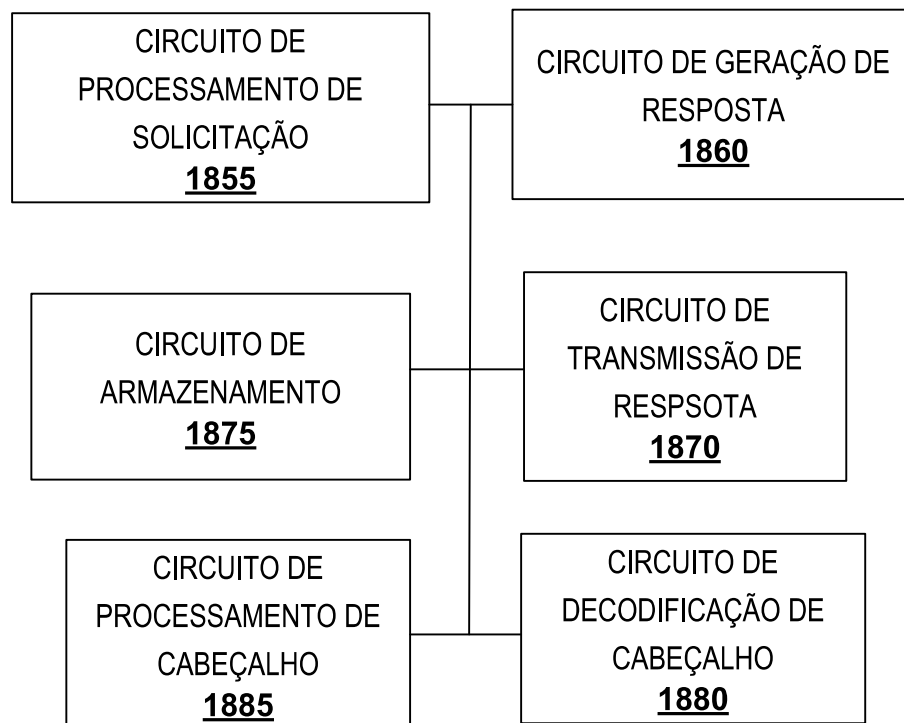 CIRCUITO DE
PROCESSAMENTO DE
SOLICITAÇÃO
1855
CIRCUITO DE GERAÇÃO DE
RESPOSTA
1860
CIRCUITO DE
ARMAZENAMENTO
1875
CIRCUITO DE
TRANSMISSÃO DE
RESPSOTA
1870
CIRCUITO DE
PROCESSAMENTO DE
CABEÇALHO
1885
CIRCUITO DE
DECODIFICAÇÃO DE
CABEÇALHO
1880